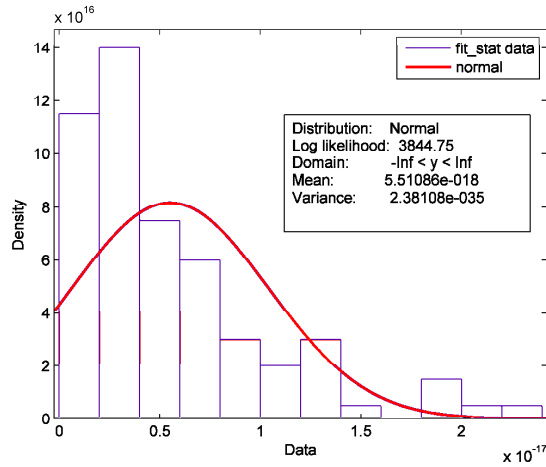 x 10^16
14
12
10
8
6
4
2
0
Density
fit_stat data
normal
Distribution: Normal
Log likelihood: 3844.75
Domain: -Inf < y < Inf
Mean: 5.51086e-018
Variance: 2.38108e-035
0 0.5 1 1.5 2
Data
x 10^-17